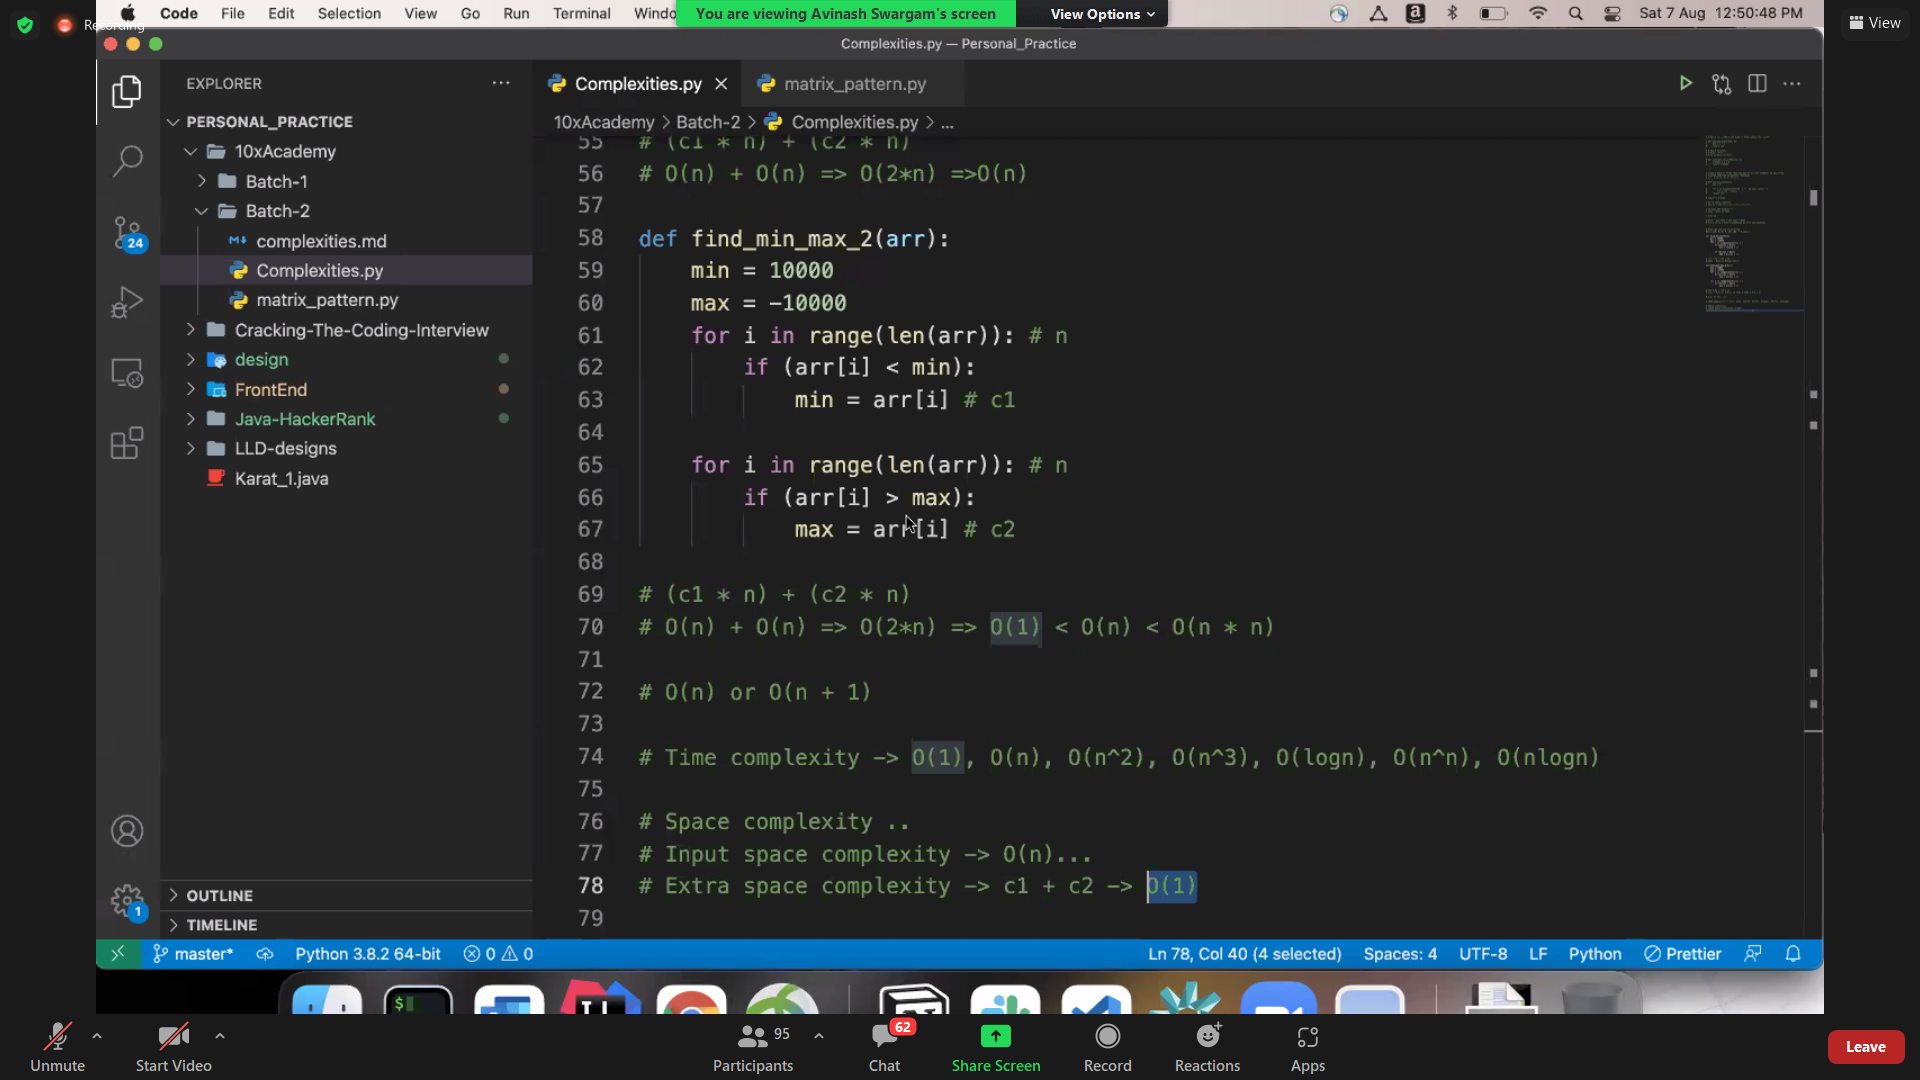 Recording
Code File Edit Selection View Go Run Terminal Windo
You are viewing Avinash Swargam's screen
View Options
Sat 7 Aug 12:50:48 PM
View
Complexities.py — Personal_Practice
EXPLORER
Complexities.py
matrix_pattern.py
10xAcademy > Batch-2 > Complexities.py > ...
PERSONAL_PRACTICE
10xAcademy
Batch-1
Batch-2
complexities.md
Complexities.py
matrix_pattern.py
Cracking-The-Coding-Interview
design
FrontEnd
Java-HackerRank
LLD-designs
Karat_1.java
OUTLINE
TIMELINE
24
1
55 # (c1 * n) + (c2 * n)
56 # O(n) + O(n) => O(2*n) =>O(n)
57
58 def find_min_max_2(arr):
59 min = 10000
60 max = -10000
61 for i in range(len(arr)): # n
62 if (arr[i] < min):
63 min = arr[i] # c1
64
65 for i in range(len(arr)): # n
66 if (arr[i] > max):
67 max = arr[i] # c2
68
69 # (c1 * n) + (c2 * n)
70 # O(n) + O(n) => O(2*n) => O(1) < O(n) < O(n * n)
71
72 # O(n) or O(n + 1)
73
74 # Time complexity -> O(1), O(n), O(n^2), O(n^3), O(logn), O(n^n), O(nlogn)
75
76 # Space complexity ..
77 # Input space complexity -> O(n)...
78 # Extra space complexity -> c1 + c2 -> O(1)
79
master* Python 3.8.2 64-bit 0 0 Ln 78, Col 40 (4 selected) Spaces: 4 UTF-8 LF Python Prettier
Unmute
Start Video
95
Participants
62
Chat
Share Screen
Record
Reactions
Apps
Leave